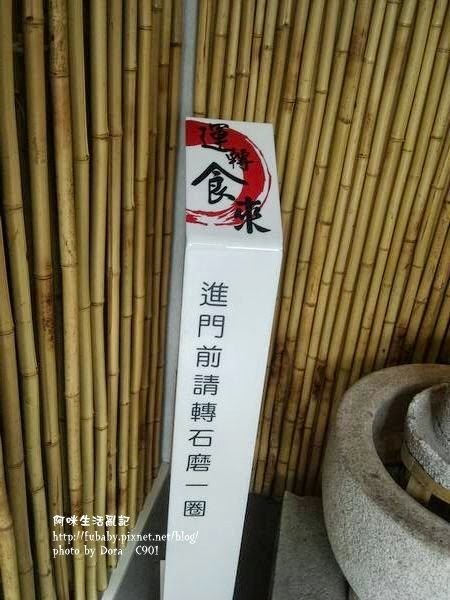 運轉食來
進門前請轉石磨一圈
阿咪生活亂記
http://fubaby.pixnet.net/blog/
photo by Dora C901